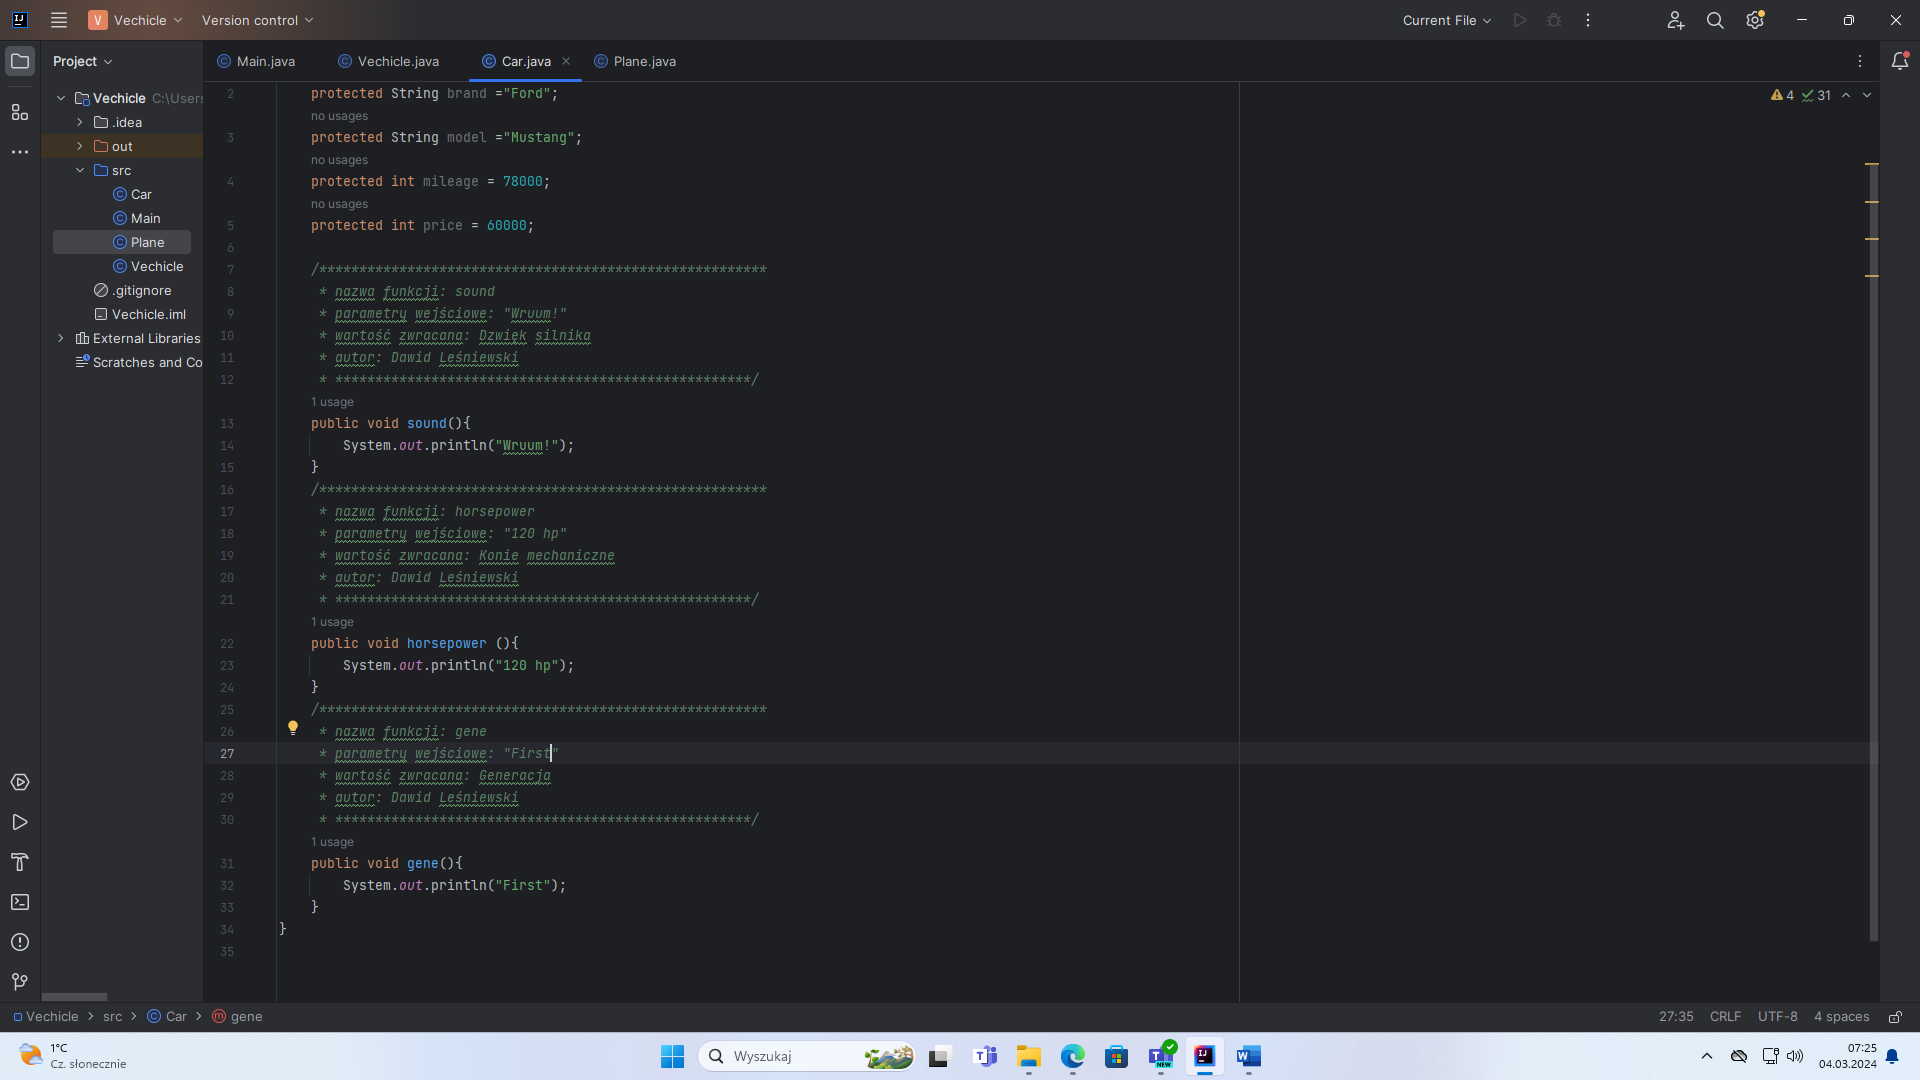 V Vechicle Version control Current File
Project
Main.java Vechicle.java Car.java Plane.java
Vechicle C:\Users
.idea
out
src
Car
Main
Plane
Vechicle
.gitignore
Vechicle.iml
External Libraries
Scratches and Co
4 31
2 protected String brand ="Ford";
no usages
3 protected String model ="Mustang";
no usages
4 protected int mileage = 78000;
no usages
5 protected int price = 60000;
6
7 /********************************************************
8 * nazwa funkcji: sound
9 * parametry wejściowe: "Wruum!"
10 * wartość zwracana: Dzwięk silnika
11 * autor: Dawid Leśniewski
12 * ****************************************************/
1 usage
13 public void sound(){
14 System.out.println("Wruum!");
15 }
16 /********************************************************
17 * nazwa funkcji: horsepower
18 * parametry wejściowe: "120 hp"
19 * wartość zwracana: Konie mechaniczne
20 * autor: Dawid Leśniewski
21 * ****************************************************/
1 usage
22 public void horsepower (){
23 System.out.println("120 hp");
24 }
25 /********************************************************
26 * nazwa funkcji: gene
27 * parametry wejściowe: "First"
28 * wartość zwracana: Generacja
29 * autor: Dawid Leśniewski
30 * ****************************************************/
1 usage
31 public void gene(){
32 System.out.println("First");
33 }
34 }
35
Vechicle > src > Car > gene 27:35 CRLF UTF-8 4 spaces
1°C
Cz. słonecznie
Wyszukaj
NEW
07:25
04.03.2024